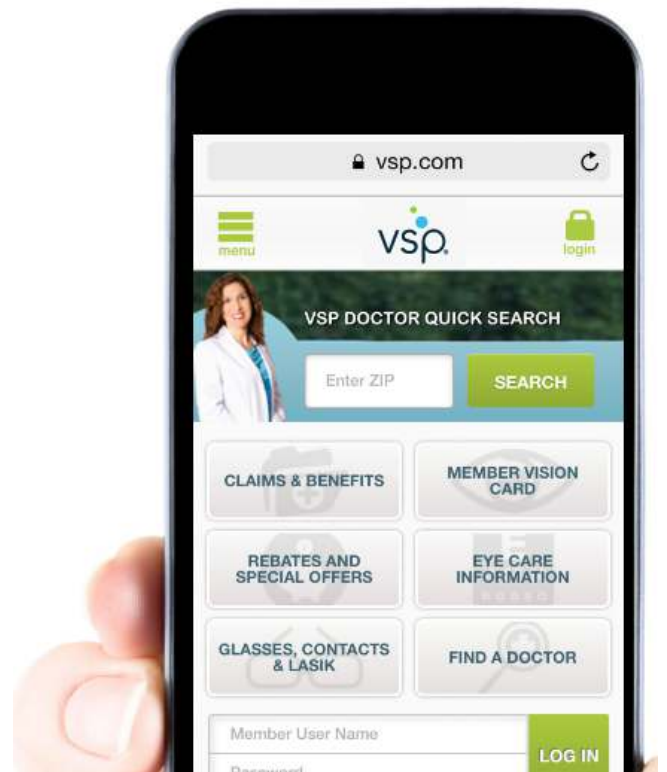 vsp.com
menu
vsp.
login
VSP DOCTOR QUICK SEARCH
Enter ZIP
SEARCH
CLAIMS & BENEFITS
MEMBER VISION
CARD
REBATES AND
SPECIAL OFFERS
EYE CARE
INFORMATION
GLASSES, CONTACTS
& LASIK
FIND A DOCTOR
Member User Name
LOG IN
Password